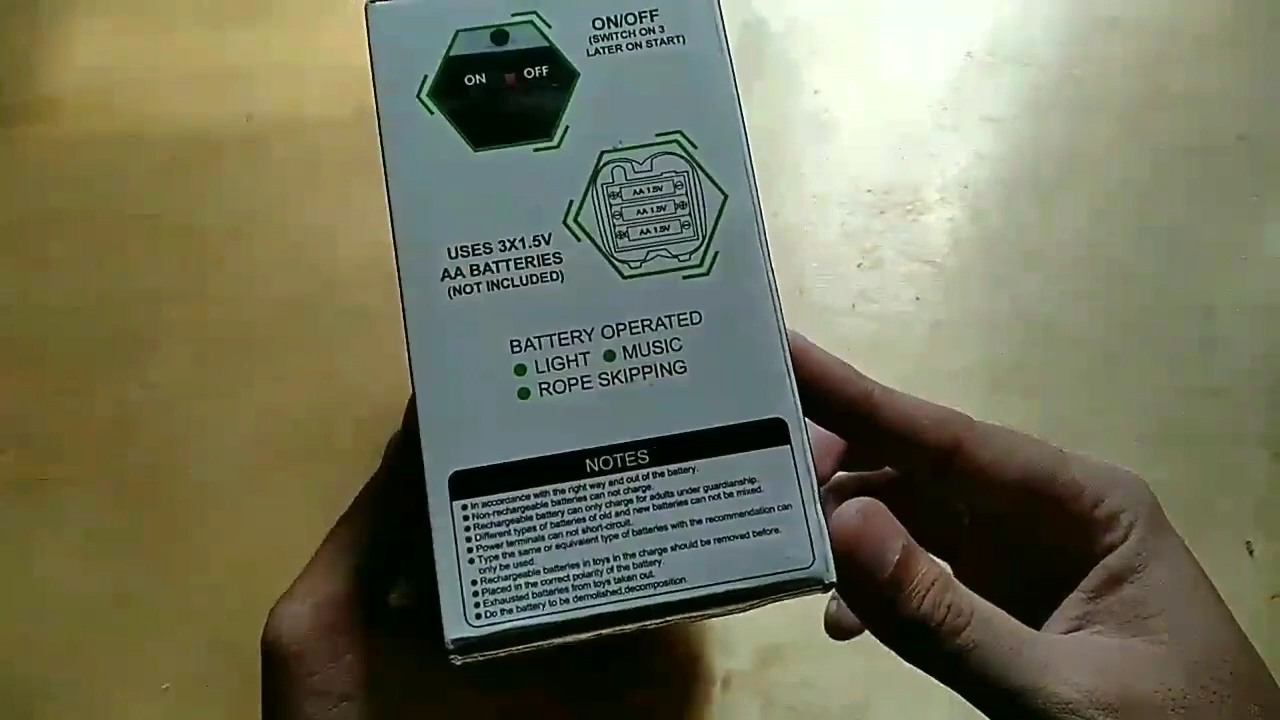 ON/OFF
(SWITCH ON 3
LATER ON START)
ON OFF
AA 1.5V
AA 1.5V
AA 1.5V
USES 3X1.5V
AA BATTERIES
(NOT INCLUDED)
BATTERY OPERATED
● LIGHT ● MUSIC
● ROPE SKIPPING
NOTES
● In accordance with the right way and out of the battery.
● Non-rechargeable batteries can not charge.
● Rechargeable battery can only charge for adults under guardianship.
● Different types of batteries of old and new batteries can not be mixed.
● Power terminals can not short-circuit.
● Type the same or equivalent type of batteries with the recommendation can
only be used.
● Rechargeable batteries in toys in the charge should be removed before.
● Placed in the correct polarity of the battery.
● Exhausted batteries from toys taken out.
● Do the battery to be demolished,decomposition.